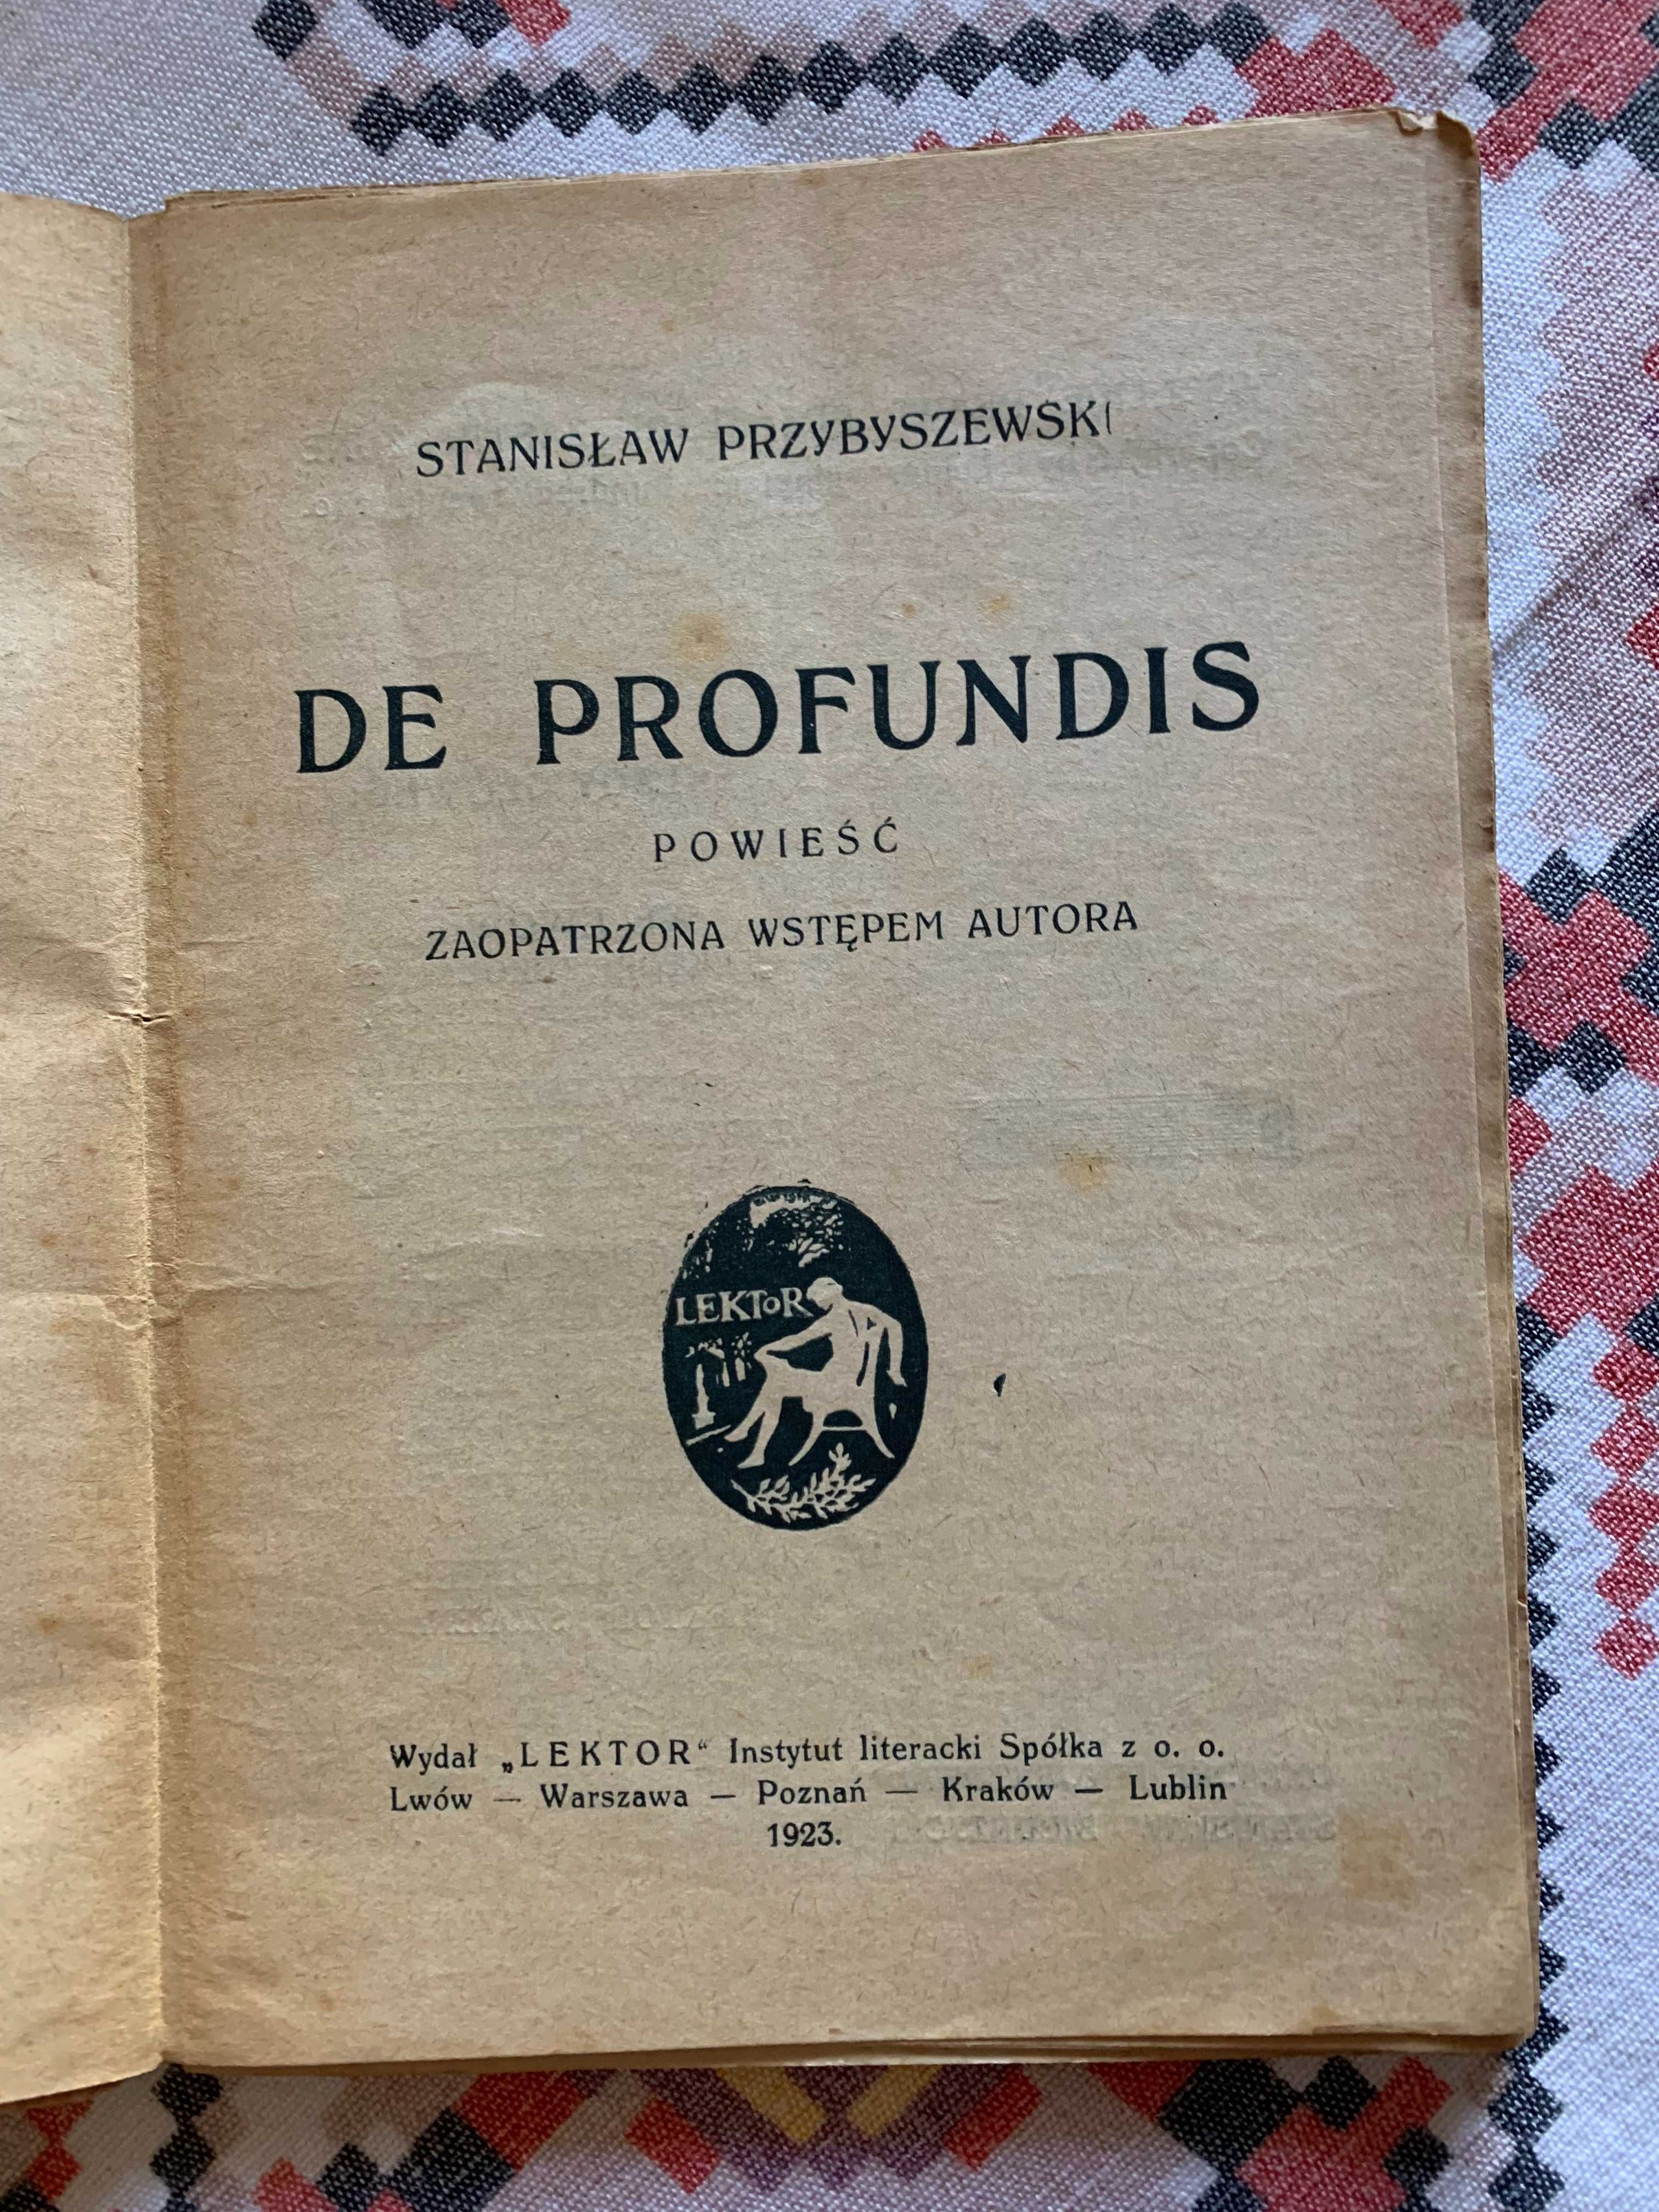 STANISŁAW PRZYBYSZEWSKI
DE PROFUNDIS
POWIEŚĆ
ZAOPATRZONA WSTĘPEM AUTORA
LEKTOR
Wydał „LEKTOR“ Instytut literacki Spółka z o. o.
Lwów — Warszawa — Poznań — Kraków — Lublin
1923.